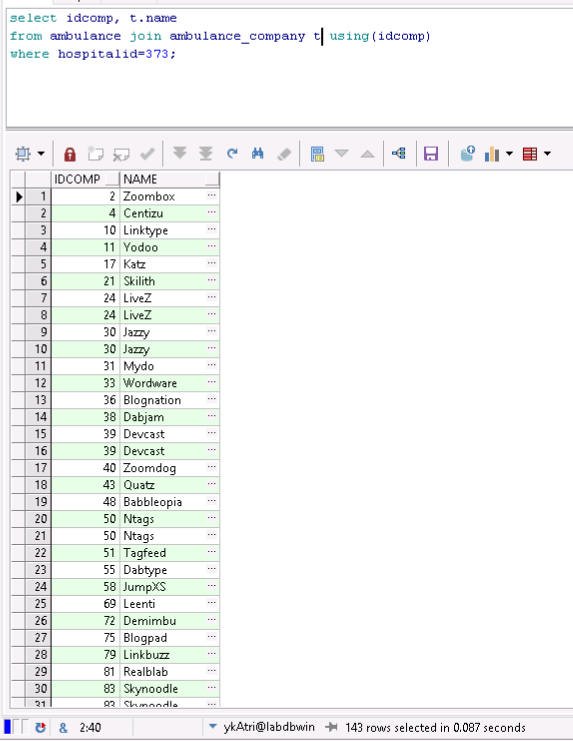 select idcomp, t.name
from ambulance join ambulance_company t using(idcomp)
where hospitalid=373;
IDCOMP NAME
1 2 Zoombox ...
2 4 Centizu ...
3 10 Linktype ...
4 11 Yodoo ...
5 17 Katz ...
6 21 Skilith ...
7 24 LiveZ ...
8 24 LiveZ ...
9 30 Jazzy ...
10 30 Jazzy ...
11 31 Mydo ...
12 33 Wordware ...
13 36 Blognation ...
14 38 Dabjam ...
15 39 Devcast ...
16 39 Devcast ...
17 40 Zoomdog ...
18 43 Quatz ...
19 48 Babbleopia ...
20 50 Ntags ...
21 50 Ntags ...
22 51 Tagfeed ...
23 55 Dabtype ...
24 58 JumpXS ...
25 69 Leenti ...
26 72 Demimbu ...
27 75 Blogpad ...
28 79 Linkbuzz ...
29 81 Realblab ...
30 83 Skynoodle ...
31 83 Skynoodle ...
& 2:40 ykAtri@labdbwin 143 rows selected in 0.087 seconds